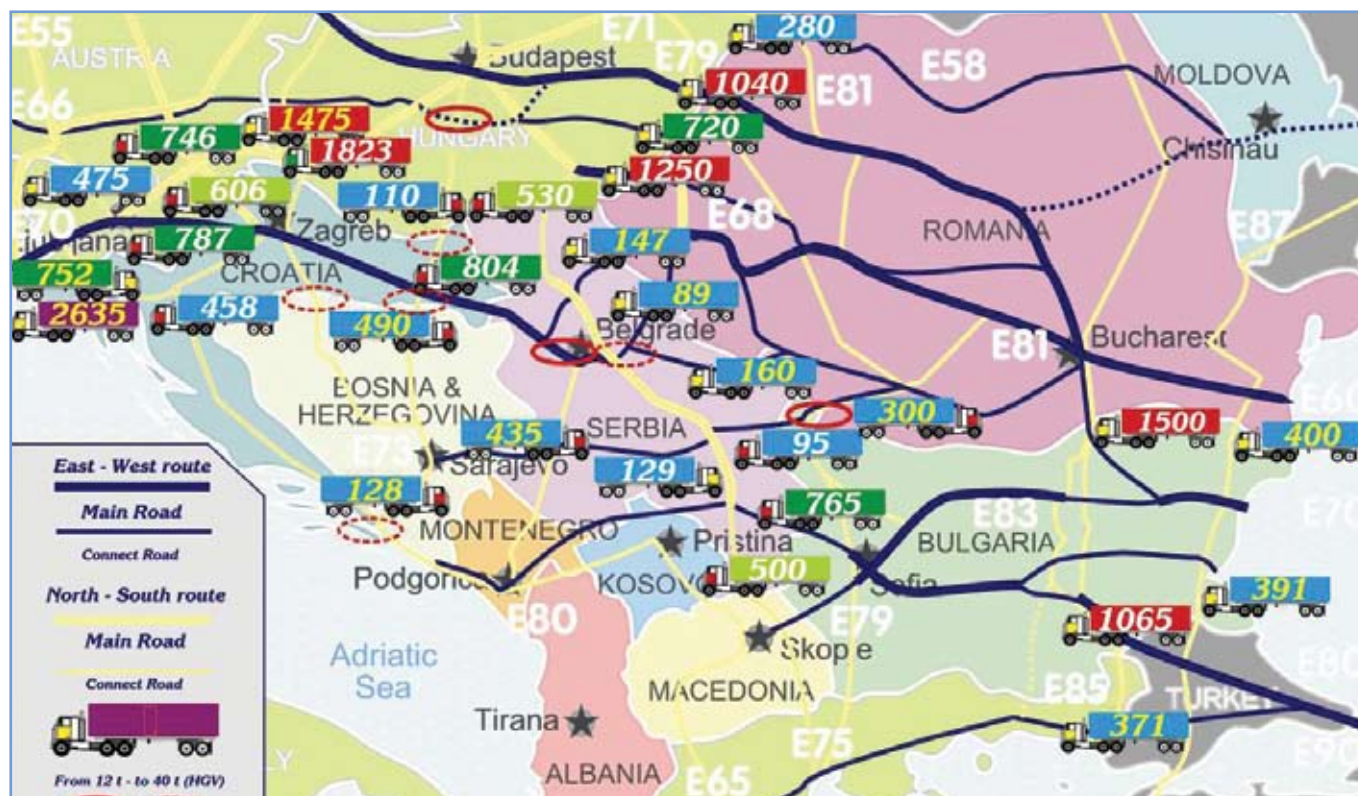 E55
AUSTRIA
E71
E79
280
E58
Budapest
1040
E81
MOLDOVA
E66
746
1475
HUNGARY
720
Chisinau
1823
475
606
110
530
1250
E68
E70
Zagreb
ROMANIA
E87
787
147
CROATIA
804
752
89
2635
458
490
Belgrade
E81
Bucharest
BOSNIA &
HERZEGOVINA
160
E60
300
1500
400
435
SERBIA
95
E73
Sarajevo
129
128
765
E83
E70
MONTENEGRO
Pristina
BULGARIA
Podgorica
KOSOVO
500
Sofia
391
E80
E79
1065
Adriatic
Sea
Skop e
E80
MACEDONIA
E85
TURKEY
Tirana
371
E75
E90
ALBANIA
E65
East - West route
Main Road
Connect Road
North - South route
Main Road
Connect Road
From 12 t - to 40 t (HGV)